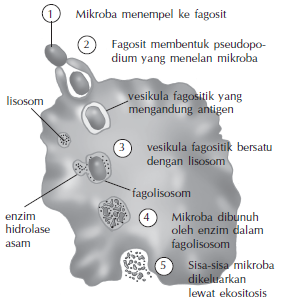 1 Mikroba menempel ke fagosit
2 Fagosit membentuk pseudopo-
dium yang menelan mikroba
lisosom
vesikula fagositik yang
mengandung antigen
3 vesikula fagositik bersatu
dengan lisosom
fagolisosom
enzim
hidrolase
asam
4 Mikroba dibunuh
oleh enzim dalam
fagolisosom
5 Sisa-sisa mikroba
dikeluarkan
lewat ekositosis